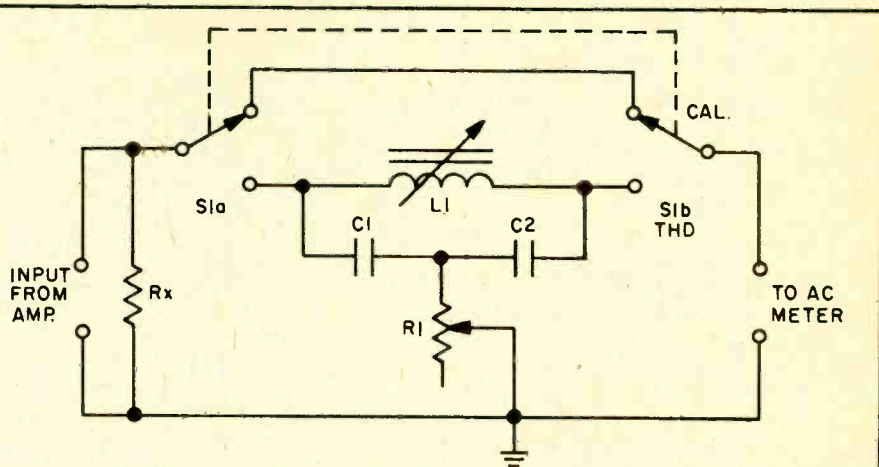 CAL.
S1a
L1
S1b
THD
C1
C2
INPUT
FROM
AMP.
Rx
R1
TO AC
METER